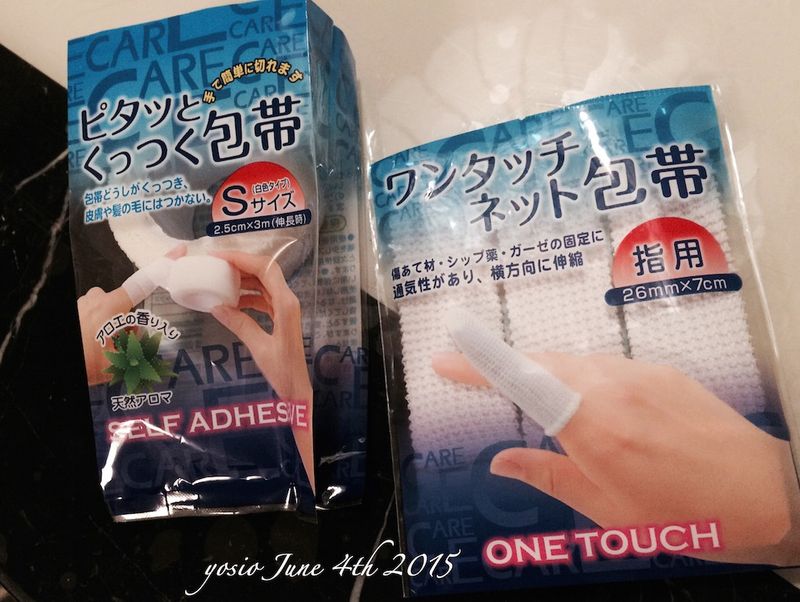 CARE
CARE
手で簡単に切れます
ピタッと
くっつく包帯
包帯どうしがくっつき、
皮膚や髪の毛にはつかない。
(白色タイプ)
Sサイズ
2.5cm×3m(伸長時)
アロエの香り入り
天然アロマ
CARE
SELF ADHESIVE
CARE
ワンタッチ
ネット包帯
傷あて材・シップ薬・ガーゼの固定に
通気性があり、横方向に伸縮
指用
26mm×7cm
CARE
CARE
ONE TOUCH
yosio June 4th 2015